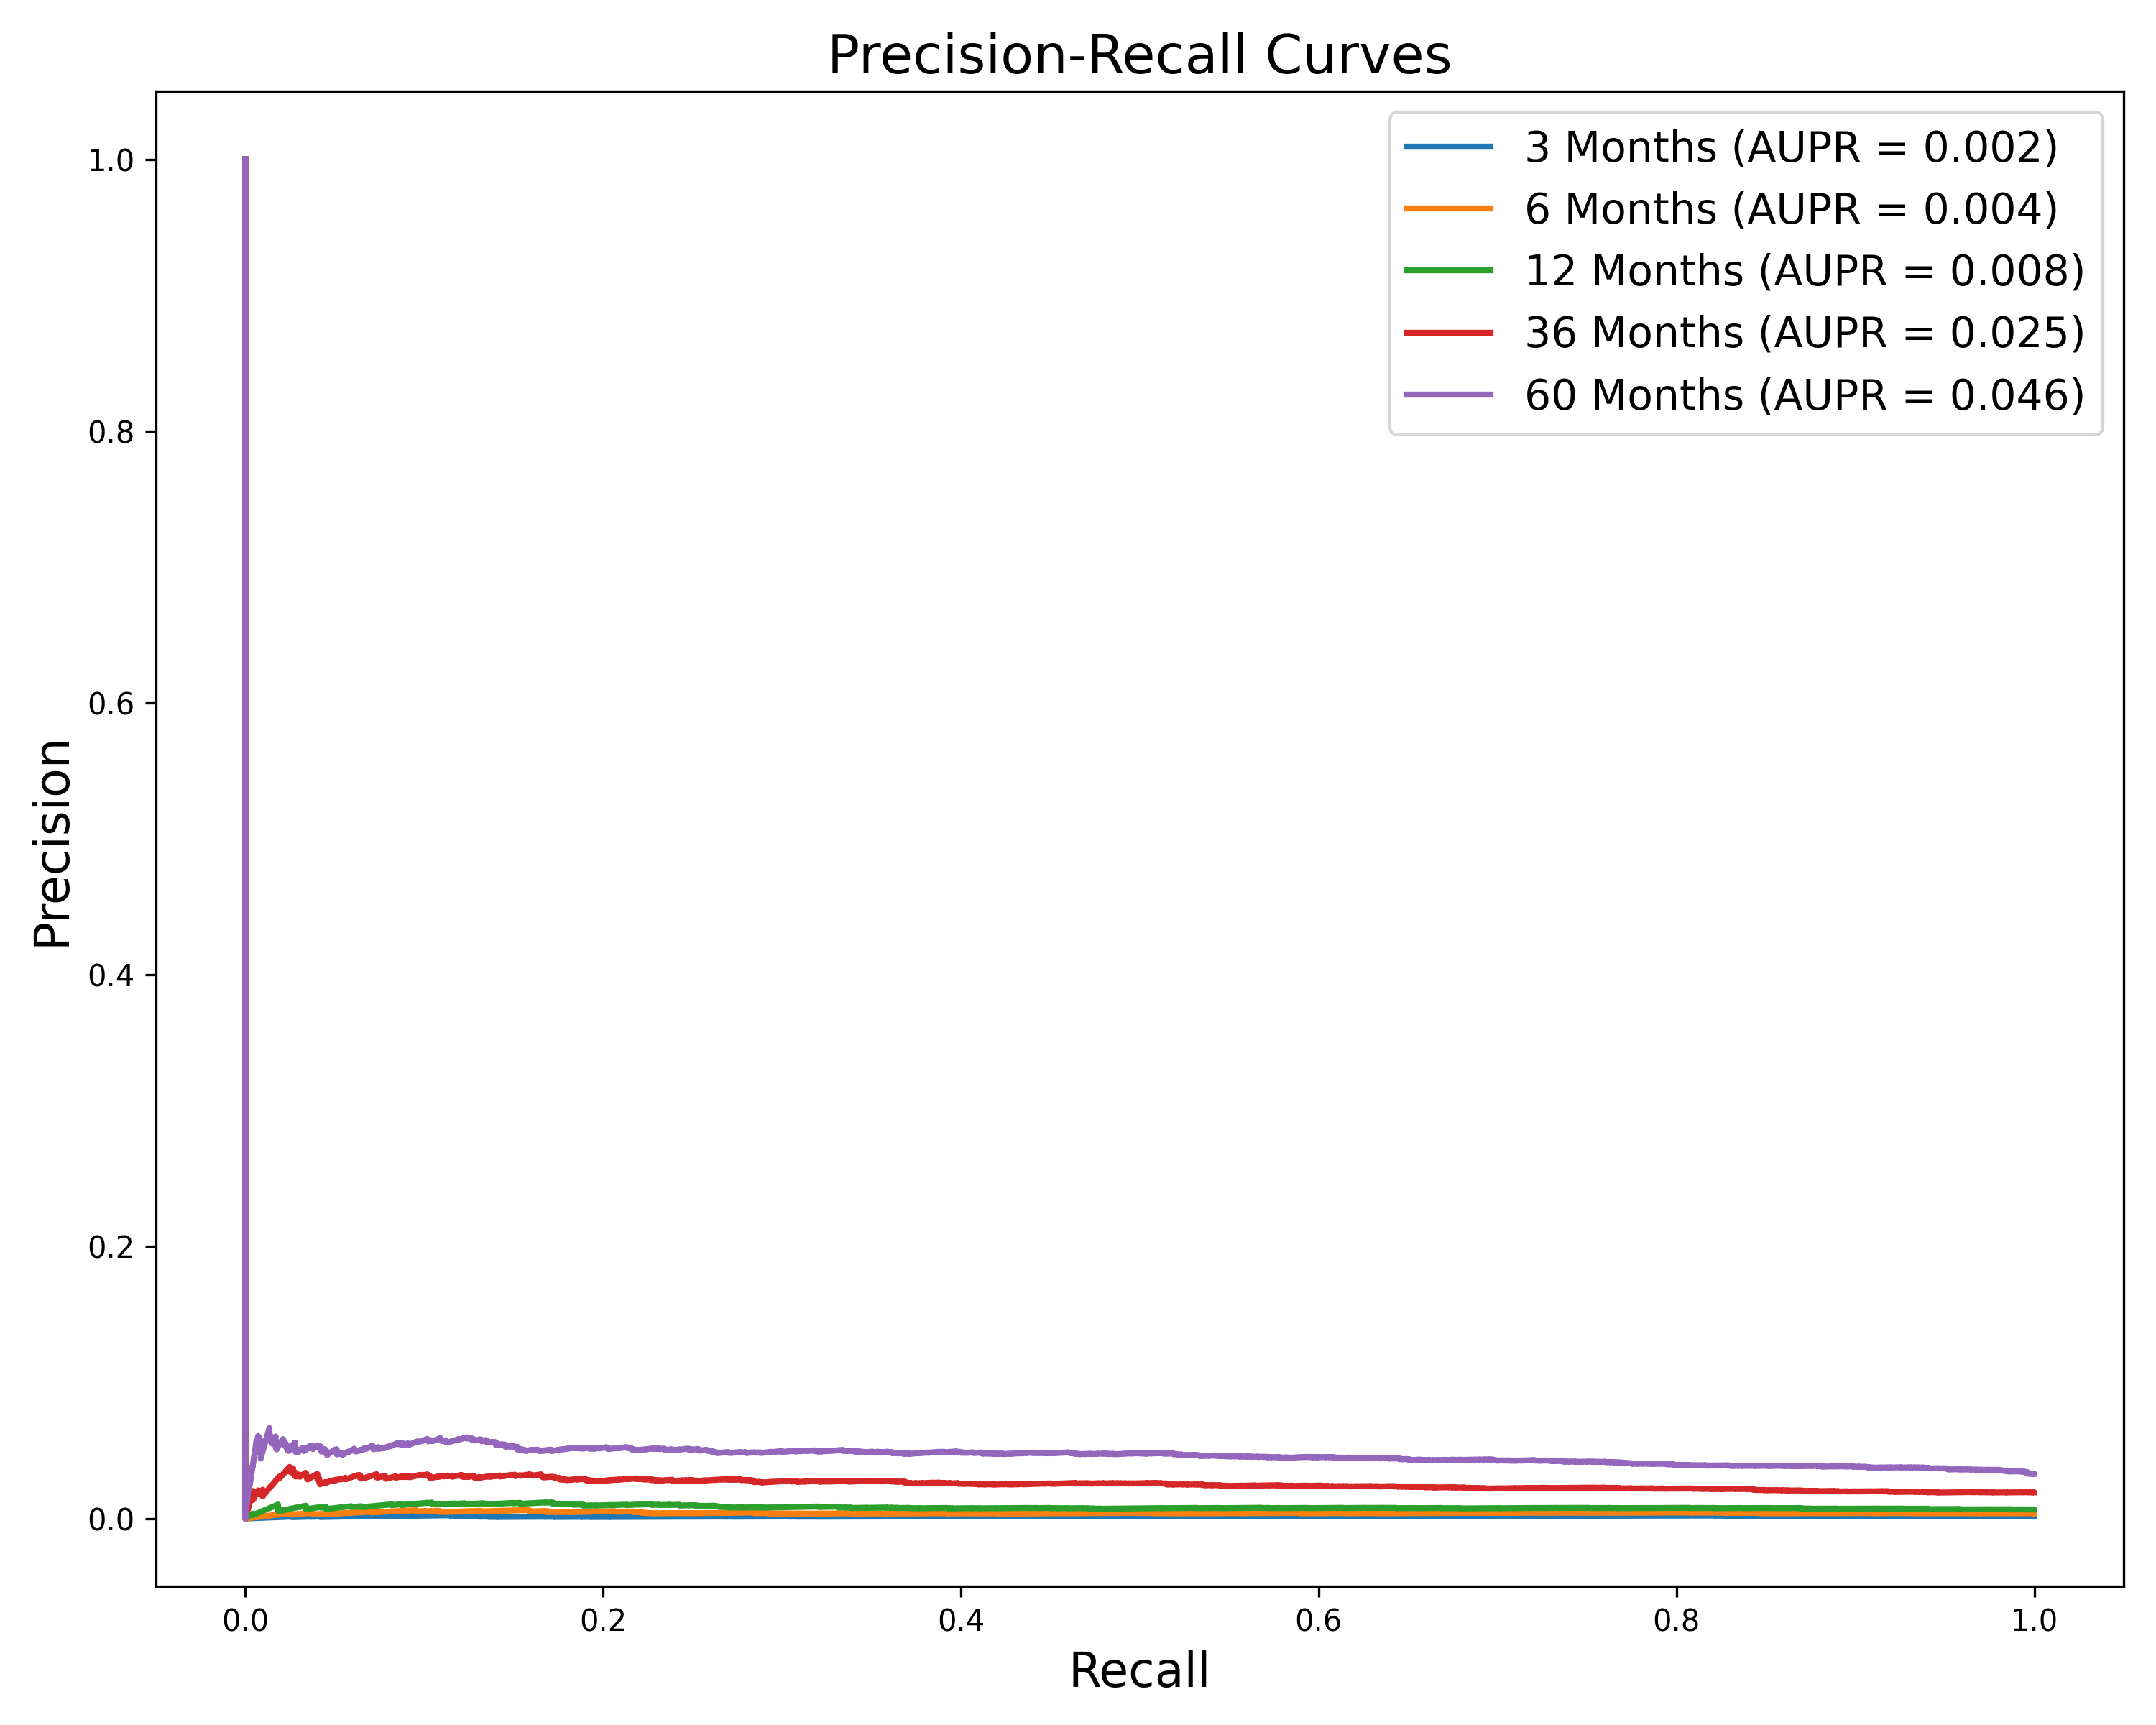 Precision-Recall Curves
3 Months (AUPR = 0.002)
6 Months (AUPR = 0.004)
12 Months (AUPR = 0.008)
36 Months (AUPR = 0.025)
60 Months (AUPR = 0.046)
Precision
1.0
0.8
0.6
0.4
0.2
0.0
0.0 0.2 0.4 0.6 0.8 1.0
Recall